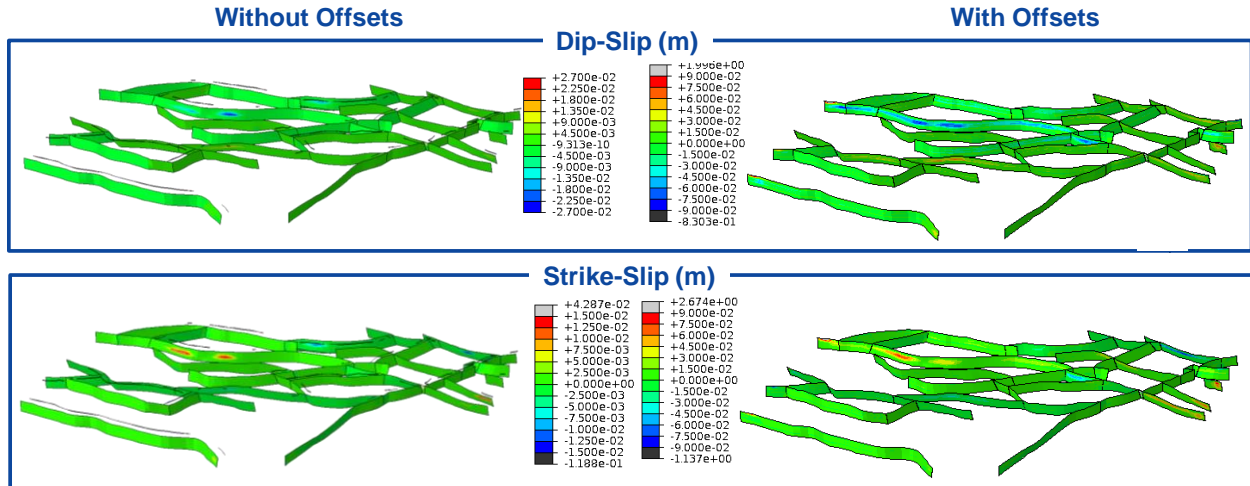 Without Offsets
With Offsets
Dip-Slip (m)
+2.700e-02
+2.250e-02
+1.800e-02
+1.350e-02
+9.000e-03
+4.500e-03
-9.313e-10
-4.500e-03
-9.000e-03
-1.350e-02
-1.800e-02
-2.250e-02
-2.700e-02
+1.996e+00
+9.000e-02
+7.500e-02
+6.000e-02
+4.500e-02
+3.000e-02
+1.500e-02
+0.000e+00
-1.500e-02
-3.000e-02
-4.500e-02
-6.000e-02
-7.500e-02
-9.000e-02
-8.303e-01
Strike-Slip (m)
+4.287e-02
+1.500e-02
+1.250e-02
+1.000e-02
+7.500e-03
+5.000e-03
+2.500e-03
+0.000e+00
-2.500e-03
-5.000e-03
-7.500e-03
-1.000e-02
-1.250e-02
-1.500e-02
-1.188e-01
+2.674e+00
+9.000e-02
+7.500e-02
+6.000e-02
+4.500e-02
+3.000e-02
+1.500e-02
+0.000e+00
-1.500e-02
-3.000e-02
-4.500e-02
-6.000e-02
-7.500e-02
-9.000e-02
-1.137e+00